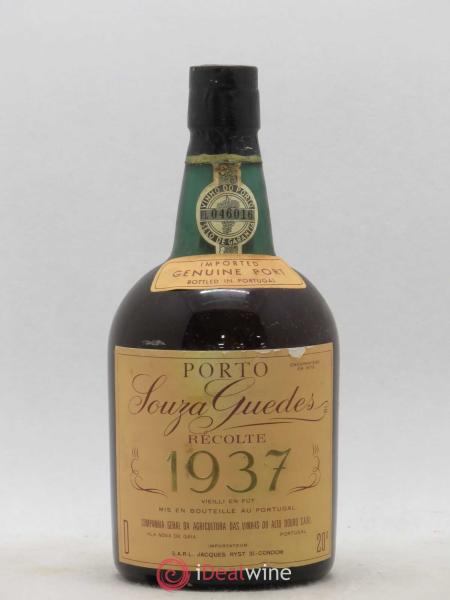 VINHO DO PORTO
L 046016
SELO DE GARANTIA
IMPORTED
GENUINE PORT
BOTTLED IN PORTUGAL
PORTO
Souza Guedes
RÉCOLTE
1937
VIEILLI EN FUT
MIS EN BOUTEILLE AU PORTUGAL
COMPANHIA GERAL DA AGRICULTURA DAS VINHAS DO ALTO DOURO SARL
VILA NOVA DE GAIA PORTUGAL
D 20°
IMPORTATEUR:
S.A.R.L. JACQUES RYST 32-CONDOM
iDealwine